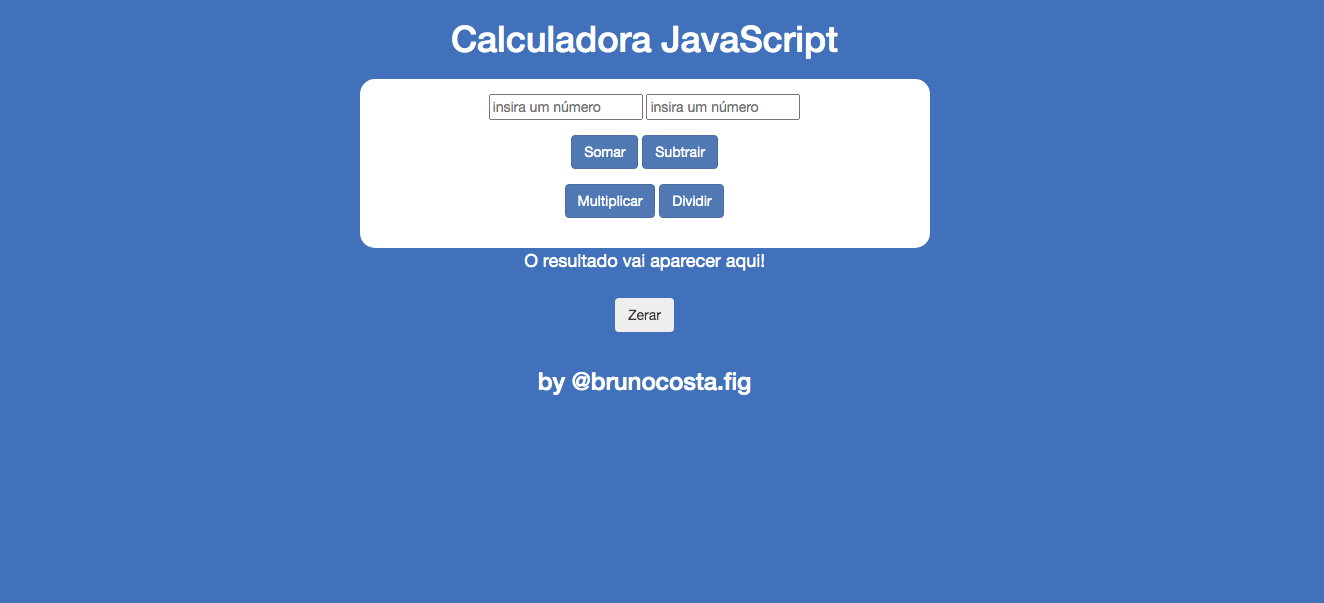 Calculadora JavaScript
insira um número insira um número
Somar Subtrair
Multiplicar Dividir
O resultado vai aparecer aqui!
Zerar
by @brunocosta.fig